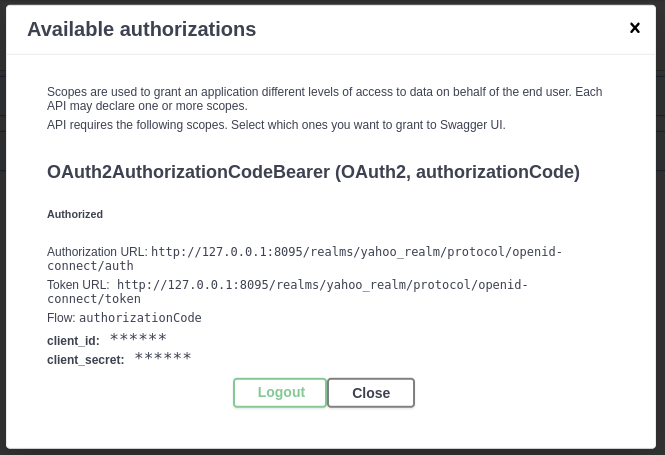 Available authorizations
×
Scopes are used to grant an application different levels of access to data on behalf of the end user. Each
API may declare one or more scopes.
API requires the following scopes. Select which ones you want to grant to Swagger UI.
OAuth2AuthorizationCodeBearer (OAuth2, authorizationCode)
Authorized
Authorization URL: http://127.0.0.1:8095/realms/yahoo_realm/protocol/openid-
connect/auth
Token URL: http://127.0.0.1:8095/realms/yahoo_realm/protocol/openid-
connect/token
Flow: authorizationCode
client_id: ******
client_secret: ******
Logout Close